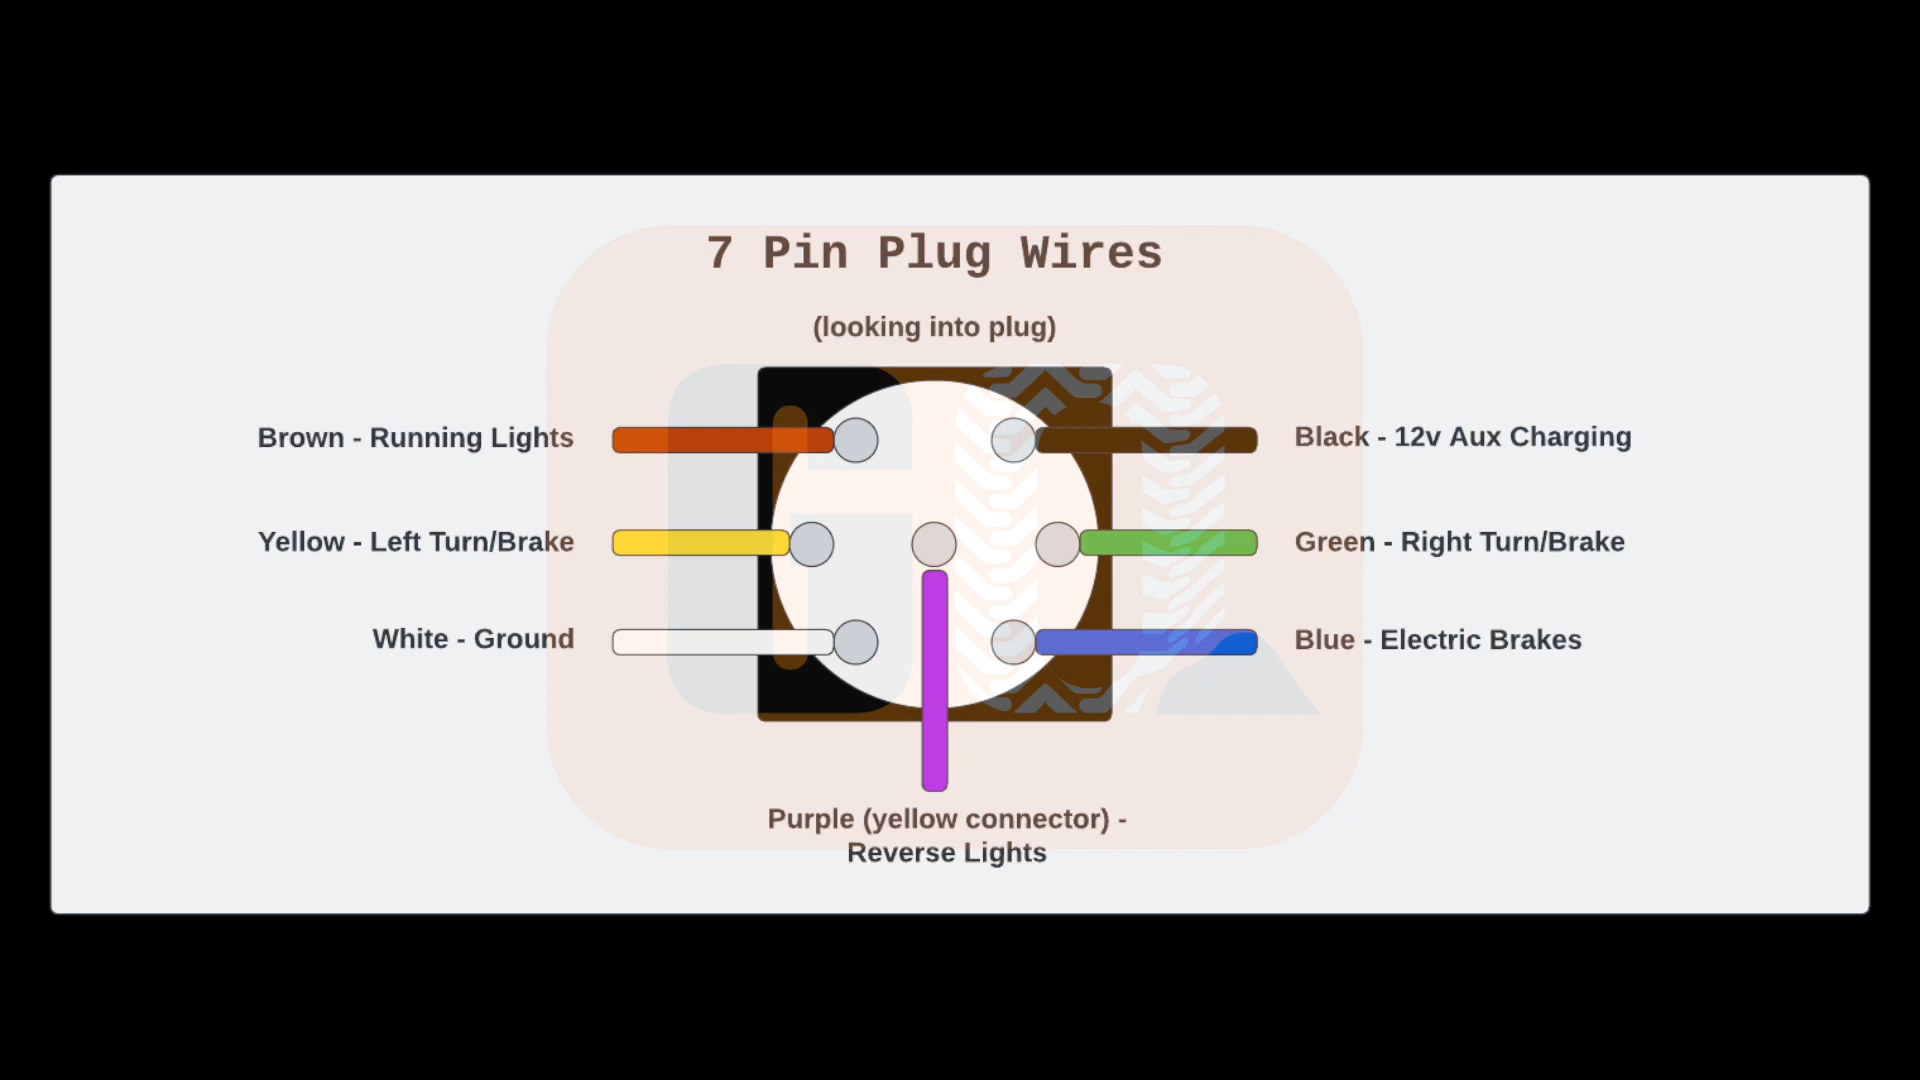 7 Pin Plug Wires
(looking into plug)
Brown - Running Lights
Black - 12v Aux Charging
Yellow - Left Turn/Brake
Green - Right Turn/Brake
White - Ground
Blue - Electric Brakes
Purple (yellow connector) -
Reverse Lights